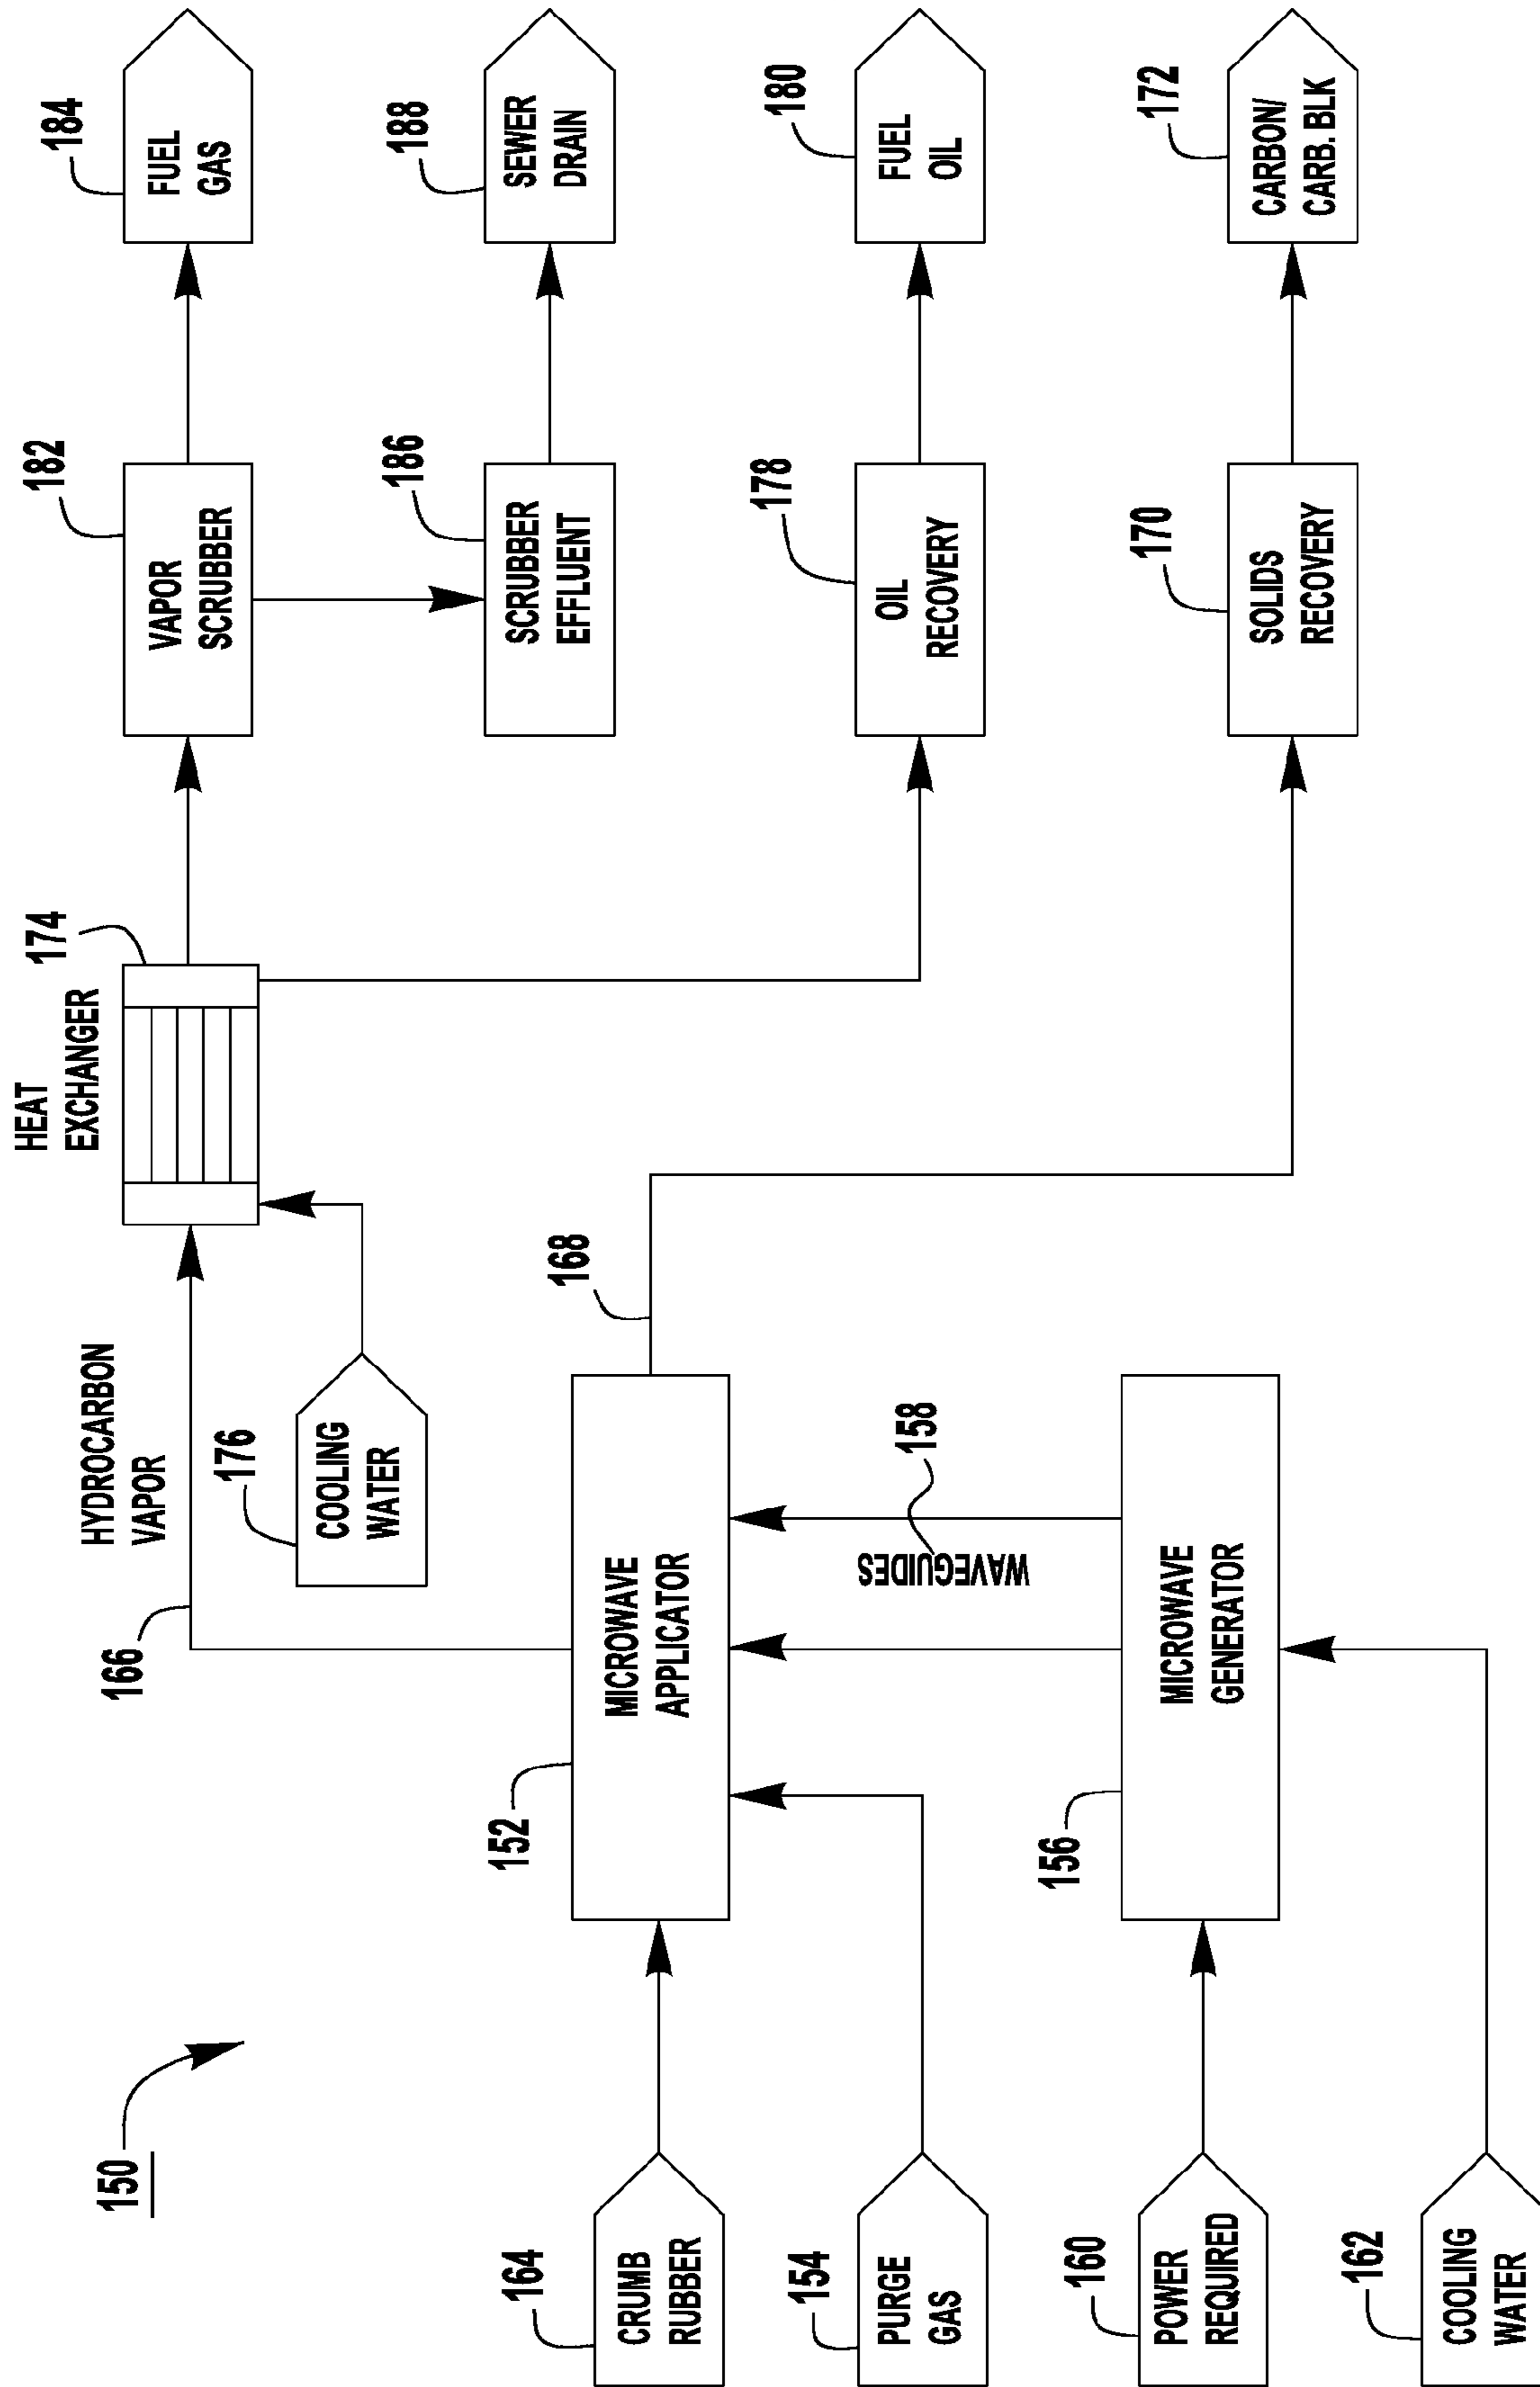 150
184
FUEL
GAS
182
VAPOR
SCRUBBER
174
HEAT
EXCHANGER
HYDROCARBON
VAPOR
166
176
COOLING
WATER
188
SEWER
DRAIN
186
SCRUBBER
EFFLUENT
168
152
MICROWAVE
APPLICATOR
164
CRUMB
RUBBER
180
FUEL
OIL
178
OIL
RECOVERY
158
WAVEGUIDES
154
PURGE
GAS
172
CARBON/
CARB. BLK
170
SOLIDS
RECOVERY
156
MICROWAVE
GENERATOR
160
POWER
REQUIRED
162
COOLING
WATER